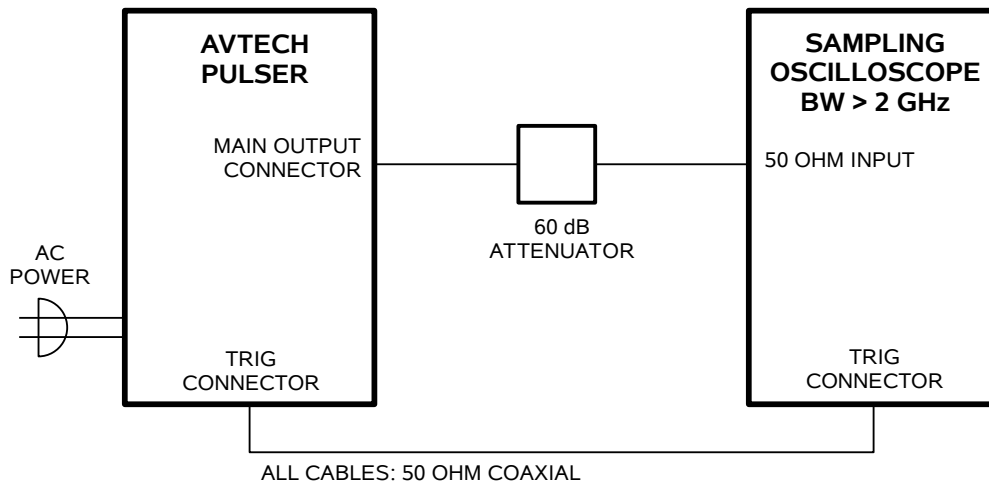 AVTECH
PULSER
SAMPLING
OSCILLOSCOPE
BW > 2 GHz
MAIN OUTPUT
CONNECTOR
50 OHM INPUT
60 dB
ATTENUATOR
AC
POWER
TRIG
CONNECTOR
TRIG
CONNECTOR
ALL CABLES: 50 OHM COAXIAL